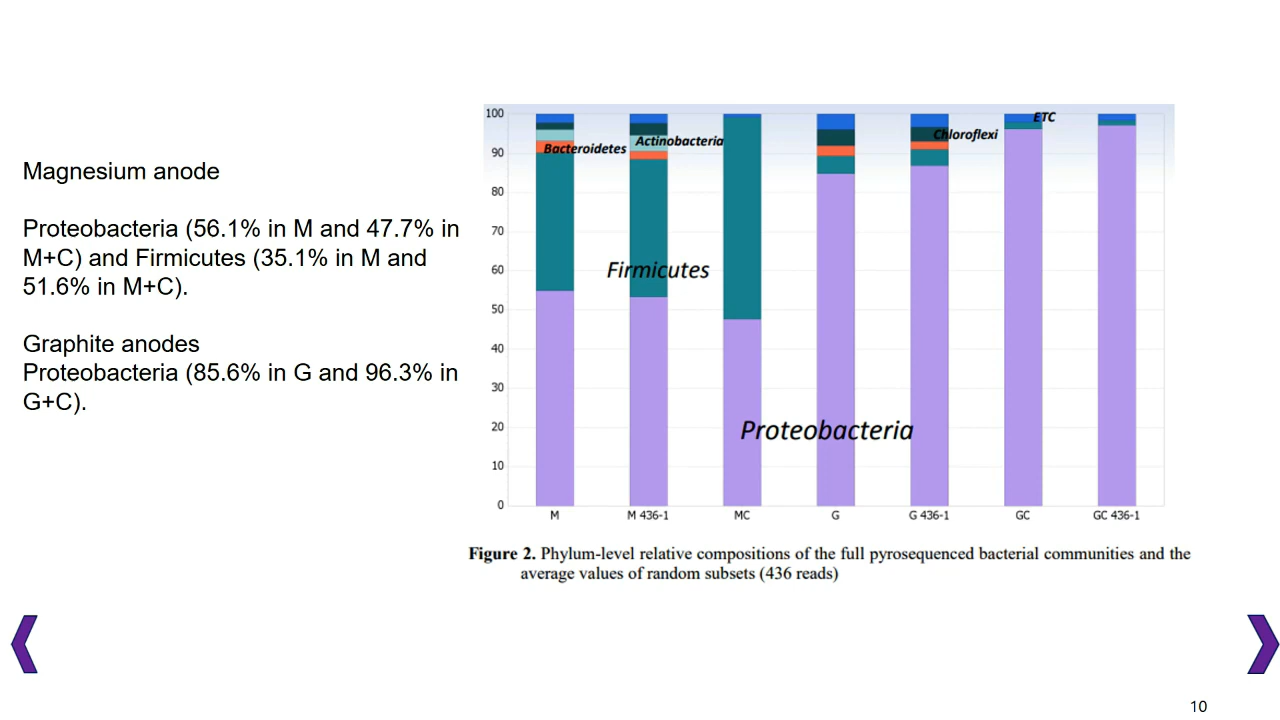 Magnesium anode
Proteobacteria (56.1% in M and 47.7% in
M+C) and Firmicutes (35.1% in M and
51.6% in M+C).
Graphite anodes
Proteobacteria (85.6% in G and 96.3% in
G+C).
100
90
80
70
60
50
40
30
20
10
0
ETC
Chloroflexi
Actinobacteria
Bacteroidetes
Firmicutes
Proteobacteria
M
M 436-1
MC
G
G 436-1
GC
GC 436-1
Figure 2. Phylum-level relative compositions of the full pyrosequenced bacterial communities and the
average values of random subsets (436 reads)
10